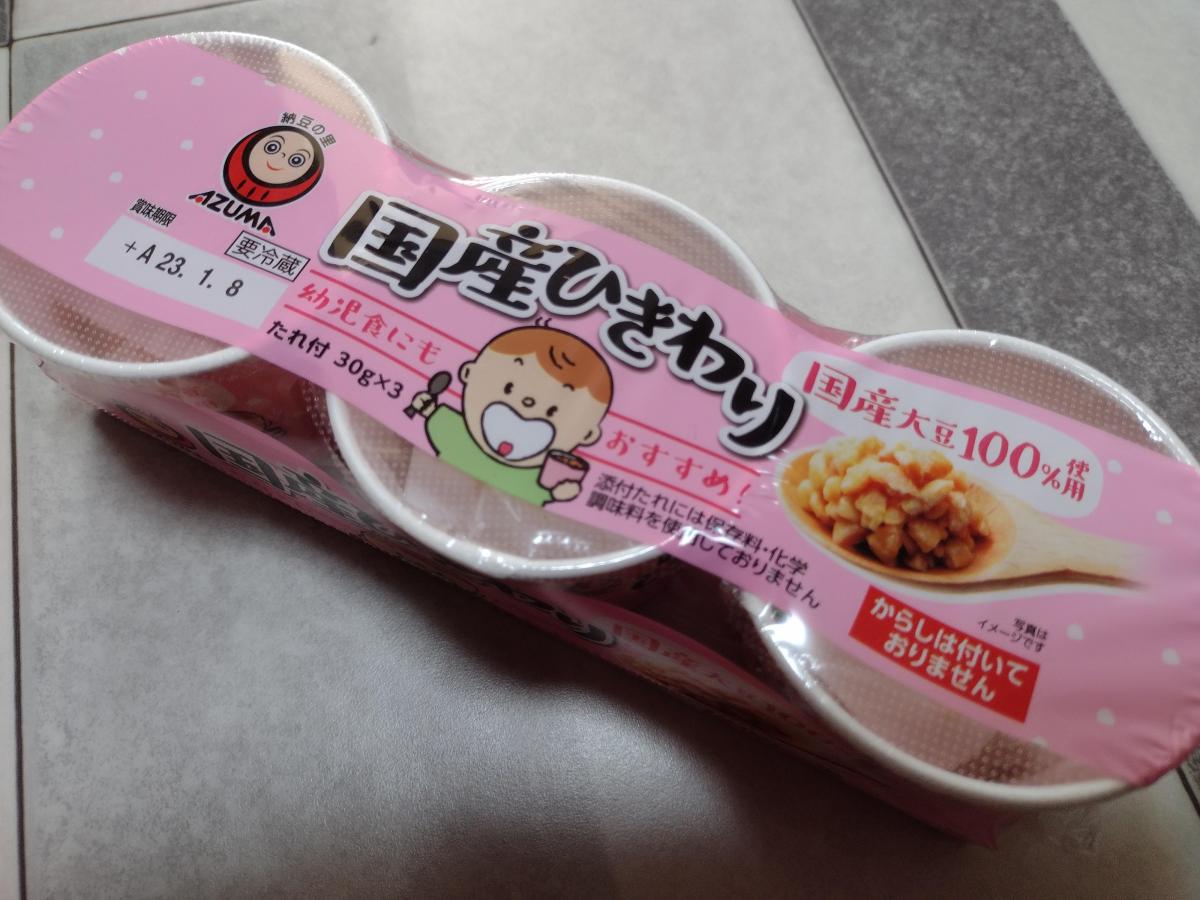 納豆の里
AZUMA
賞味期限
+A 23. 1. 8
要冷蔵
国産ひきわり
幼児食にも
おすすめ!
たれ付 30g×3
添付たれには保存料・化学
調味料を使用しておりません
国産大豆100%使用
写真は
イメージです
からしは付いて
おりません